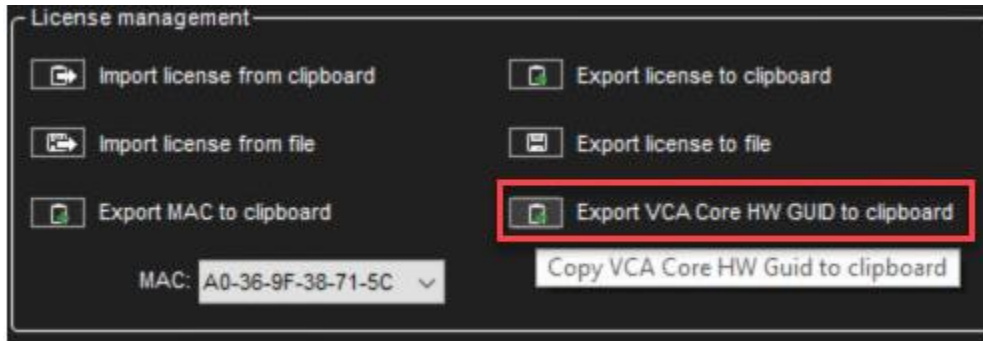 License management
Import license from clipboard
Export license to clipboard
Import license from file
Export license to file
Export MAC to clipboard
Export VCA Core HW GUID to clipboard
MAC: A0-36-9F-38-71-5C
Copy VCA Core HW Guid to clipboard